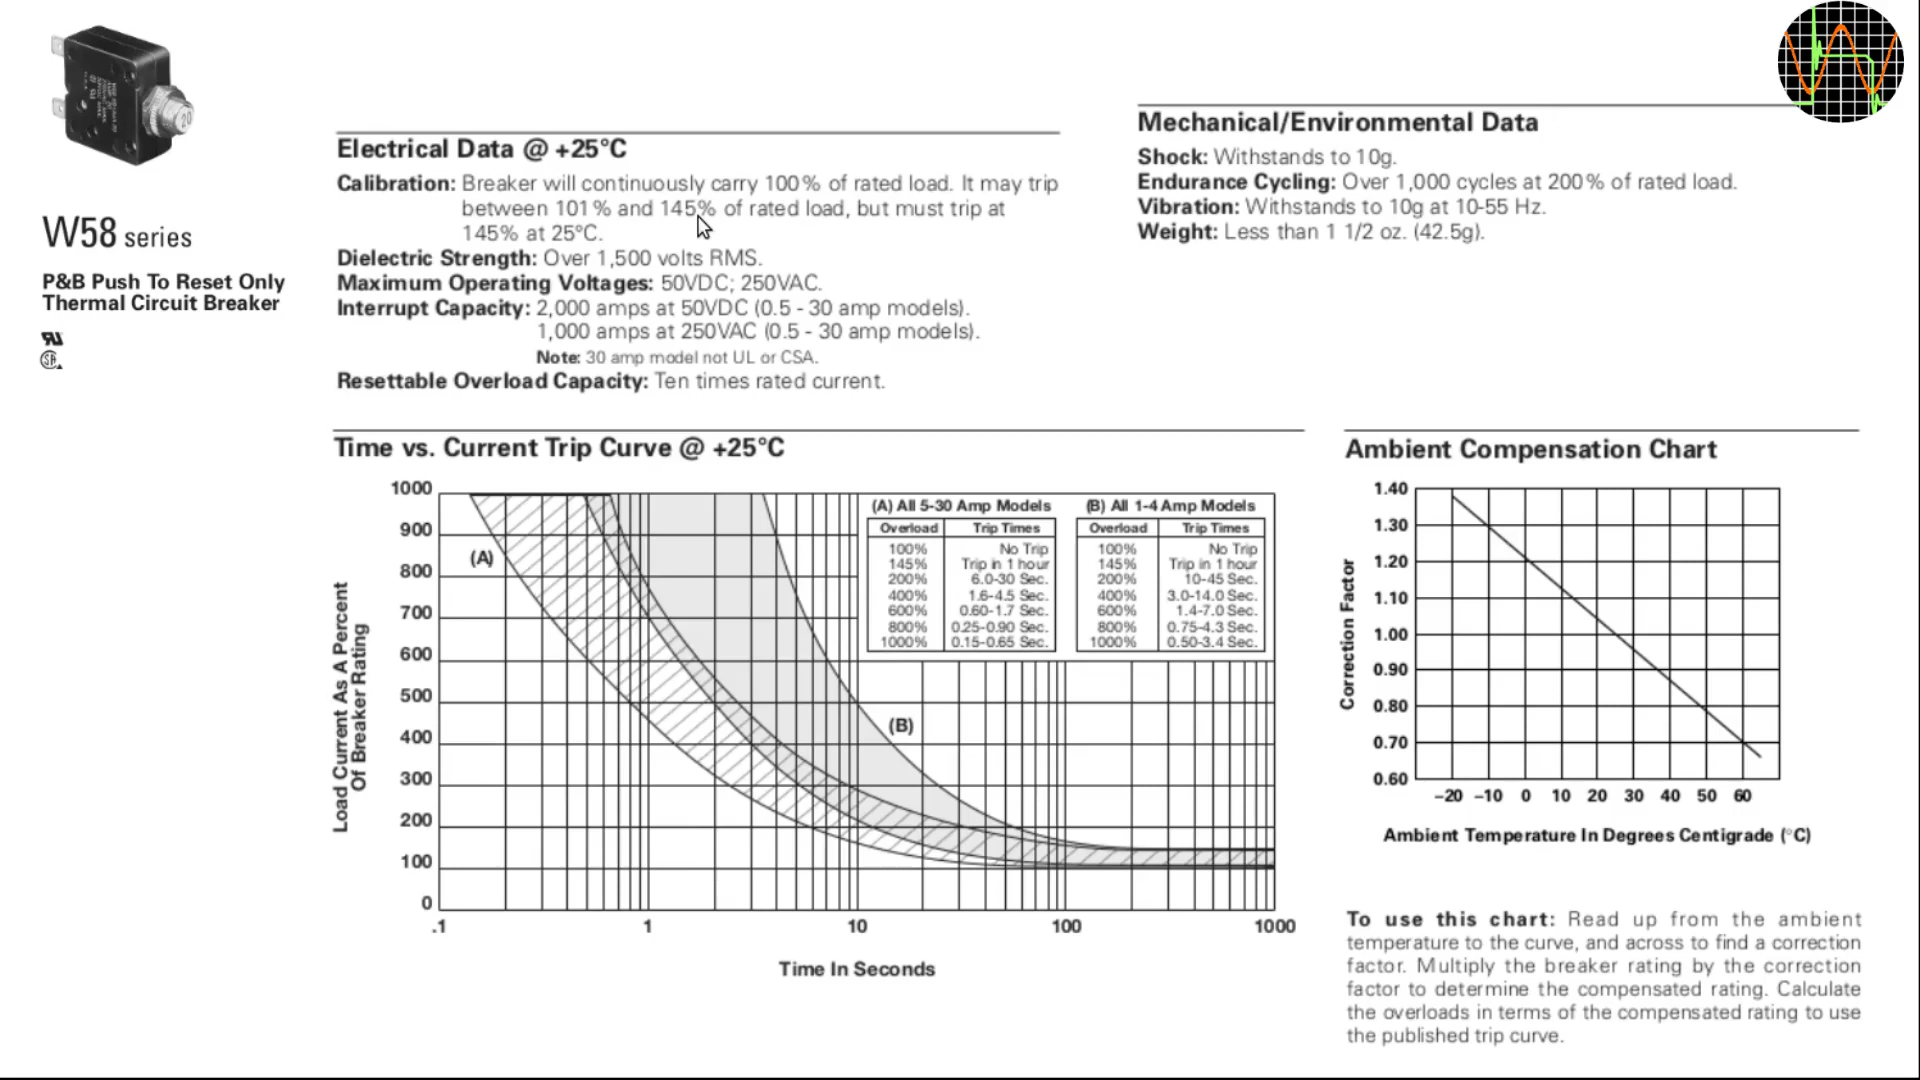 W58 series
P&B Push To Reset Only
Thermal Circuit Breaker
Electrical Data @ +25°C
Calibration: Breaker will continuously carry 100% of rated load. It may trip
between 101% and 145% of rated load, but must trip at
145% at 25°C.
Dielectric Strength: Over 1,500 volts RMS.
Maximum Operating Voltages: 50VDC; 250VAC.
Interrupt Capacity: 2,000 amps at 50VDC (0.5 - 30 amp models).
1,000 amps at 250VAC (0.5 - 30 amp models).
Note: 30 amp model not UL or CSA.
Resettable Overload Capacity: Ten times rated current.
Mechanical/Environmental Data
Shock: Withstands to 10g.
Endurance Cycling: Over 1,000 cycles at 200% of rated load.
Vibration: Withstands to 10g at 10-55 Hz.
Weight: Less than 1 1/2 oz. (42.5g).
Time vs. Current Trip Curve @ +25°C
Load Current As A Percent
Of Breaker Rating
1000
900
800
700
600
500
400
300
200
100
0
.1 1 10 100 1000
Time In Seconds
(A)
(B)
(A) All 5-30 Amp Models
Overload Trip Times
100% No Trip
145% Trip in 1 hour
200% 6.0-30 Sec.
400% 1.6-4.5 Sec.
600% 0.60-1.7 Sec.
800% 0.25-0.90 Sec.
1000% 0.15-0.65 Sec.
(B) All 1-4 Amp Models
Overload Trip Times
100% No Trip
145% Trip in 1 hour
200% 10-45 Sec.
400% 3.0-14.0 Sec.
600% 1.4-7.0 Sec.
800% 0.75-4.3 Sec.
1000% 0.50-3.4 Sec.
Ambient Compensation Chart
Correction Factor
1.40
1.30
1.20
1.10
1.00
0.90
0.80
0.70
0.60
–20 –10 0 10 20 30 40 50 60
Ambient Temperature In Degrees Centigrade (°C)
To use this chart: Read up from the ambient
temperature to the curve, and across to find a correction
factor. Multiply the breaker rating by the correction
factor to determine the compensated rating. Calculate
the overloads in terms of the compensated rating to use
the published trip curve.